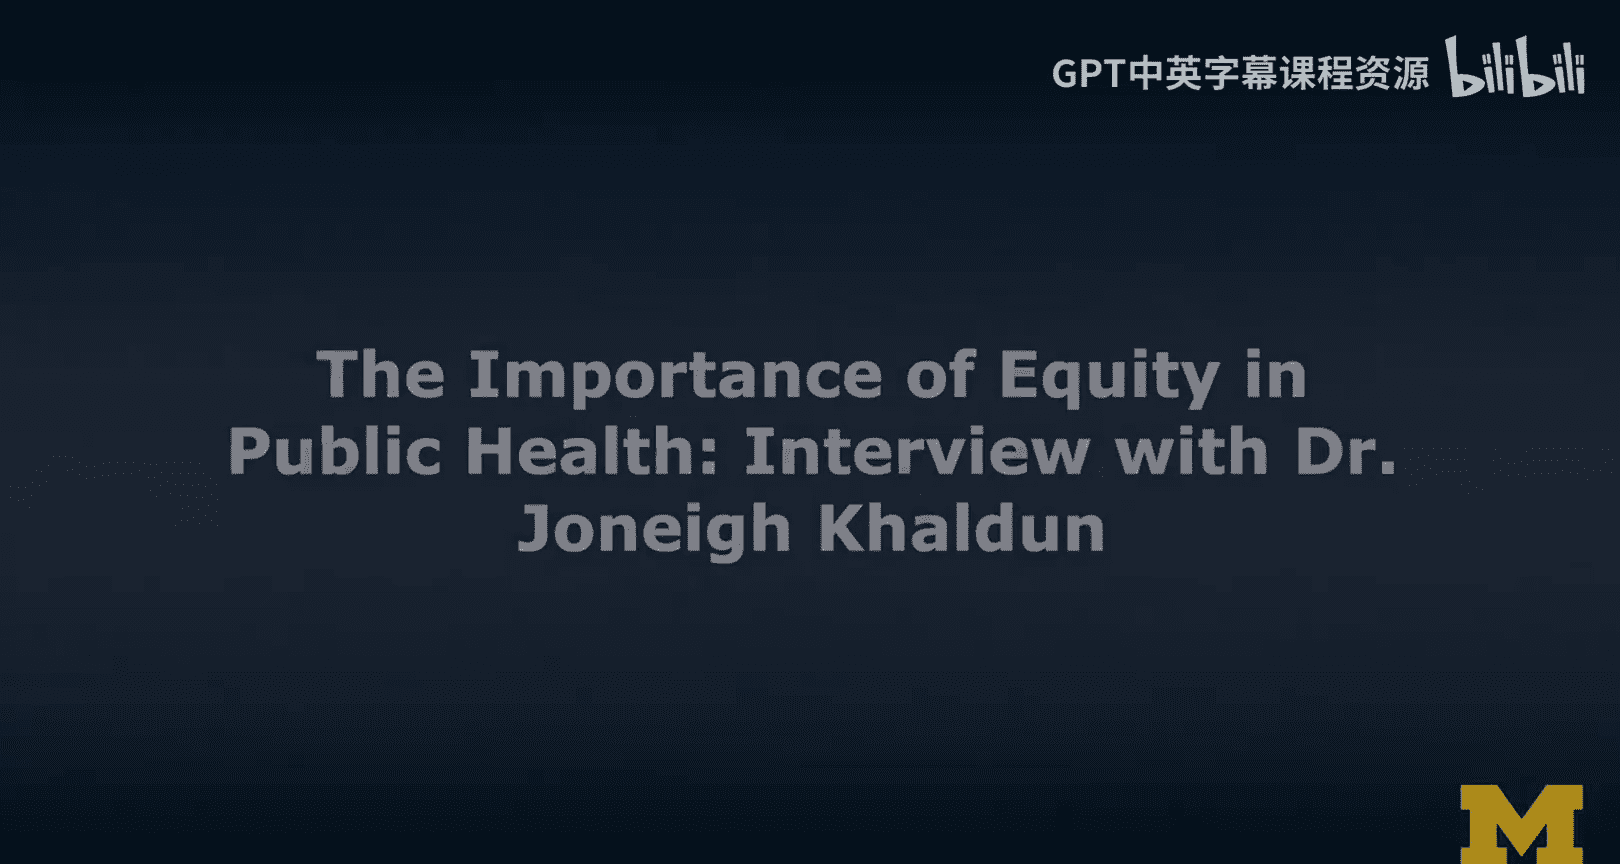 GPT中英字幕课程资源 bilibili
The Importance of Equity in
Public Health: Interview with Dr.
Joneigh Khaldun
M